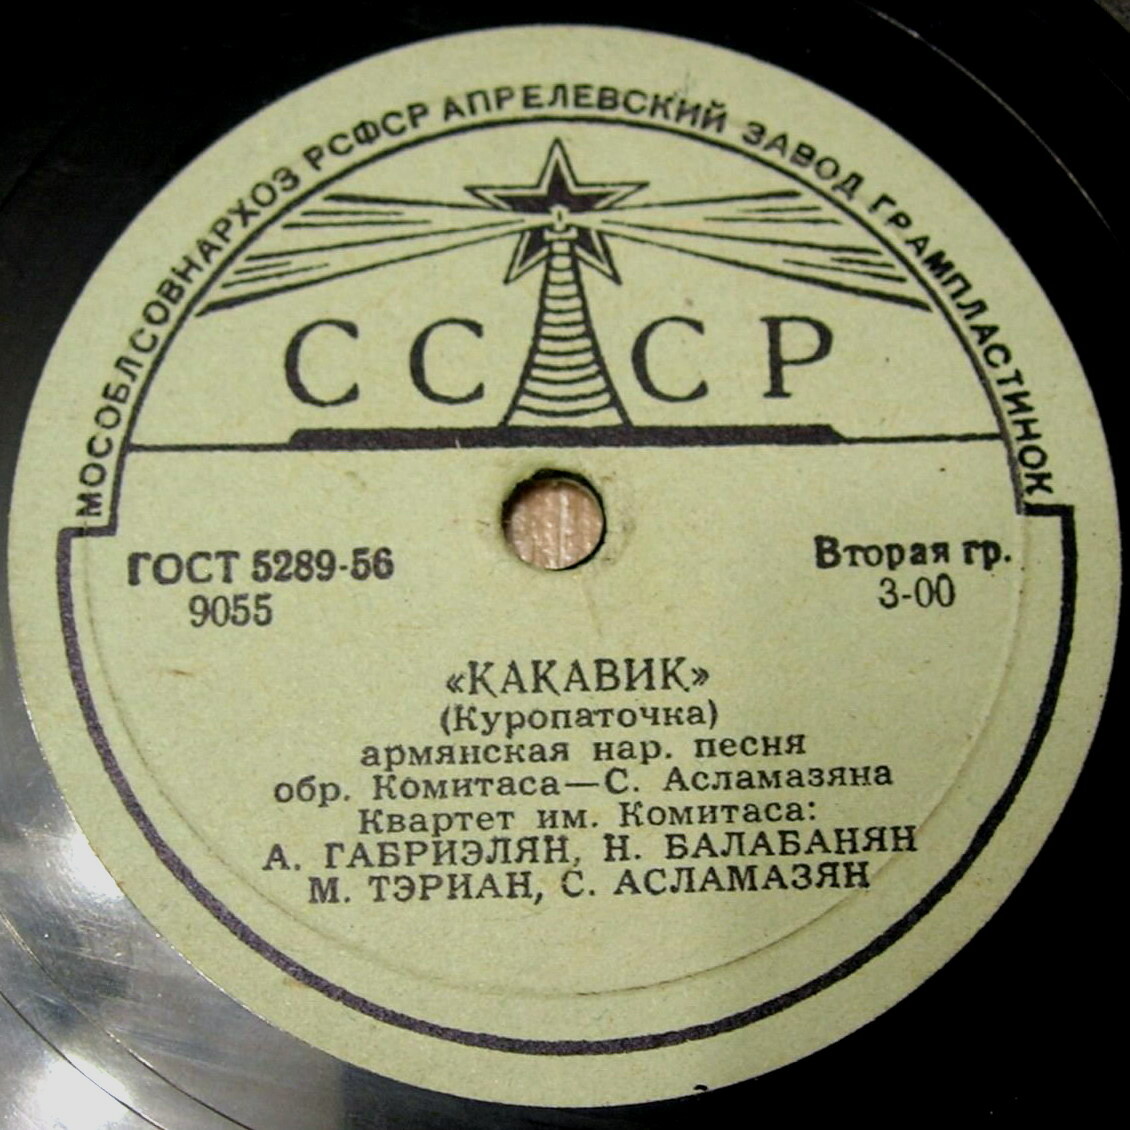 МОСОБЛСОВНАРХОЗ РСФСР АПРЕЛЕВСКИЙ ЗАВОД ГРАМПЛАСТИНОК
СССР
ГОСТ 5289-56
9055
Вторая гр.
3-00
«КАКАВИК»
(Куропаточка)
армянская нар. песня
обр. Комитаса—С. Асламазяна
Квартет им. Комитаса:
А. ГАБРИЭЛЯН, Н. БАЛАБАНЯН
М. ТЭРИАН, С. АСЛАМАЗЯН